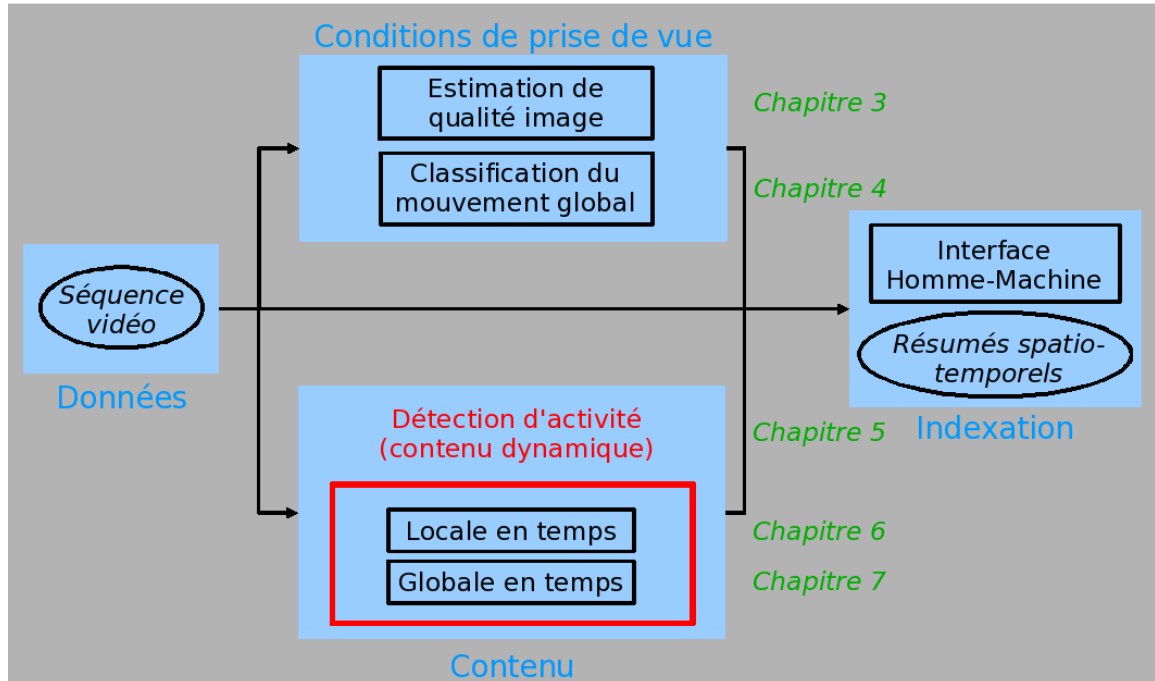 Conditions de prise de vue
Estimation de
qualité image
Chapitre 3
Classification du
mouvement global
Chapitre 4
Séquence
vidéo
Données
Interface
Homme-Machine
Résumés spatio-
temporels
Indexation
Détection d'activité
(contenu dynamique)
Chapitre 5
Locale en temps
Chapitre 6
Globale en temps
Chapitre 7
Contenu